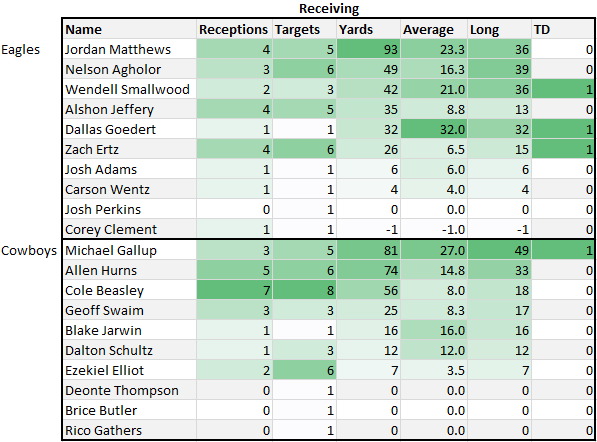 Receiving
Name Receptions Targets Yards Average Long TD
Eagles Jordan Matthews 4 5 93 23.3 36 0
Nelson Agholor 3 6 49 16.3 39 0
Wendell Smallwood 2 3 42 21.0 36 1
Alshon Jeffery 4 5 35 8.8 13 0
Dallas Goedert 1 1 32 32.0 32 1
Zach Ertz 4 6 26 6.5 15 1
Josh Adams 1 1 6 6.0 6 0
Carson Wentz 1 1 4 4.0 4 0
Josh Perkins 0 1 0 0.0 0 0
Corey Clement 1 1 -1 -1.0 -1 0
Cowboys Michael Gallup 3 5 81 27.0 49 1
Allen Hurns 5 6 74 14.8 33 0
Cole Beasley 7 8 56 8.0 18 0
Geoff Swaim 3 3 25 8.3 17 0
Blake Jarwin 1 1 16 16.0 16 0
Dalton Schultz 1 3 12 12.0 12 0
Ezekiel Elliot 2 6 7 3.5 7 0
Deonte Thompson 0 1 0 0.0 0 0
Brice Butler 0 1 0 0.0 0 0
Rico Gathers 0 1 0 0.0 0 0